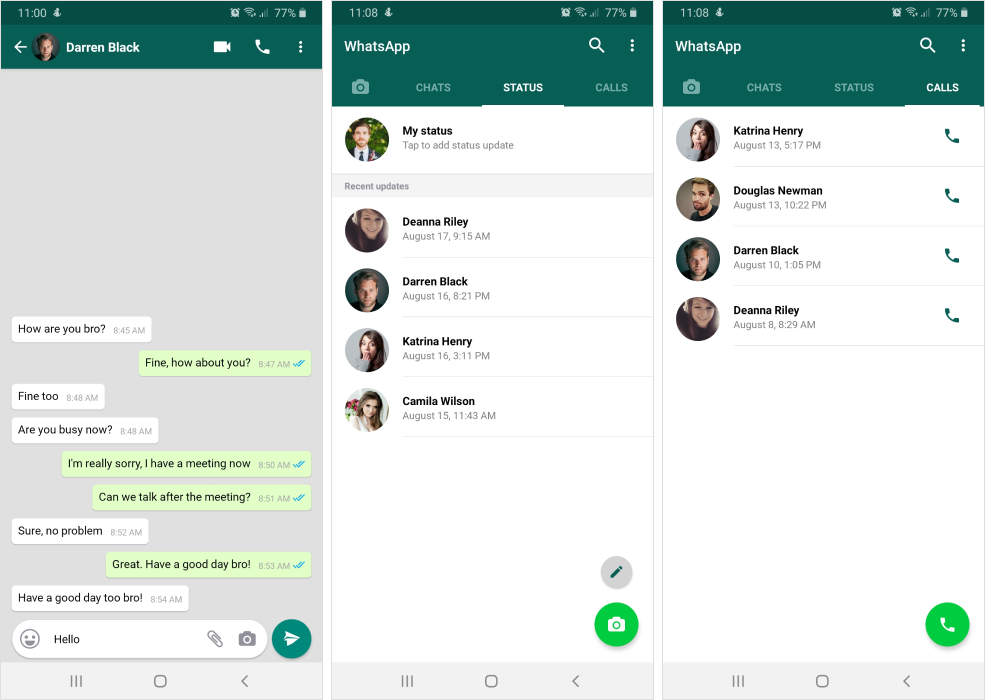 11:00 77%
Darren Black
How are you bro? 8:45 AM
Fine, how about you? 8:47 AM
Fine too 8:48 AM
Are you busy now? 8:48 AM
I'm really sorry, I have a meeting now 8:50 AM
Can we talk after the meeting? 8:51 AM
Sure, no problem 8:52 AM
Great. Have a good day bro! 8:53 AM
Have a good day too bro! 8:54 AM
Hello
11:08 77%
WhatsApp
CHATS STATUS CALLS
My status
Tap to add status update
Recent updates
Deanna Riley
August 17, 9:15 AM
Darren Black
August 16, 8:21 PM
Katrina Henry
August 16, 3:11 PM
Camila Wilson
August 15, 11:43 AM
11:08 77%
WhatsApp
CHATS STATUS CALLS
Katrina Henry
August 13, 5:17 PM
Douglas Newman
August 13, 10:22 PM
Darren Black
August 10, 1:05 PM
Deanna Riley
August 8, 8:29 AM